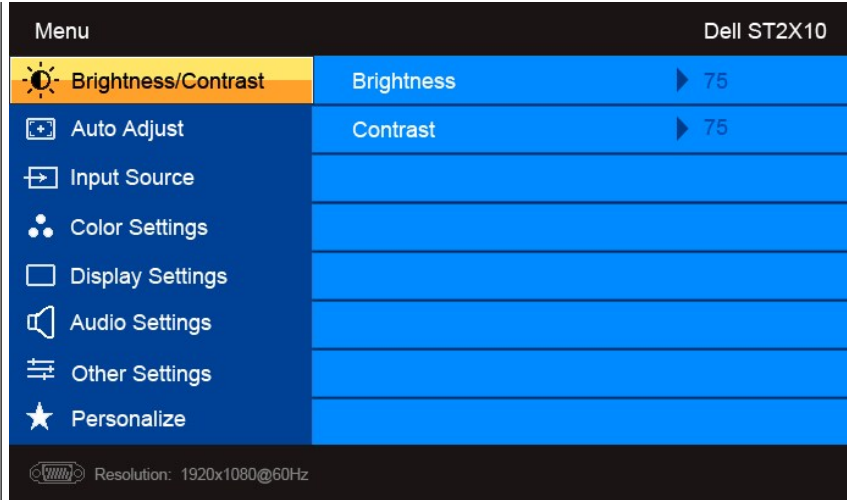 Menu Dell ST2X10
Brightness/Contrast Brightness 75
Auto Adjust Contrast 75
Input Source
Color Settings
Display Settings
Audio Settings
Other Settings
Personalize
Resolution: 1920x1080@60Hz